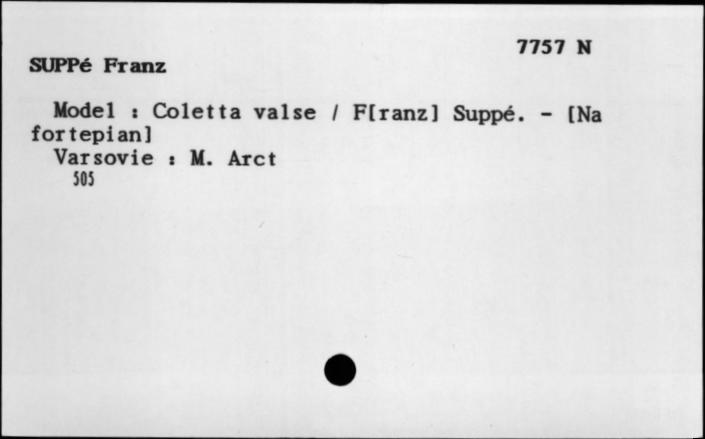 7757 N
SUPPé Franz
Model : Coletta valse / F[ranz] Suppé. - [Na
fortepian]
Varsovie : M. Arct
505